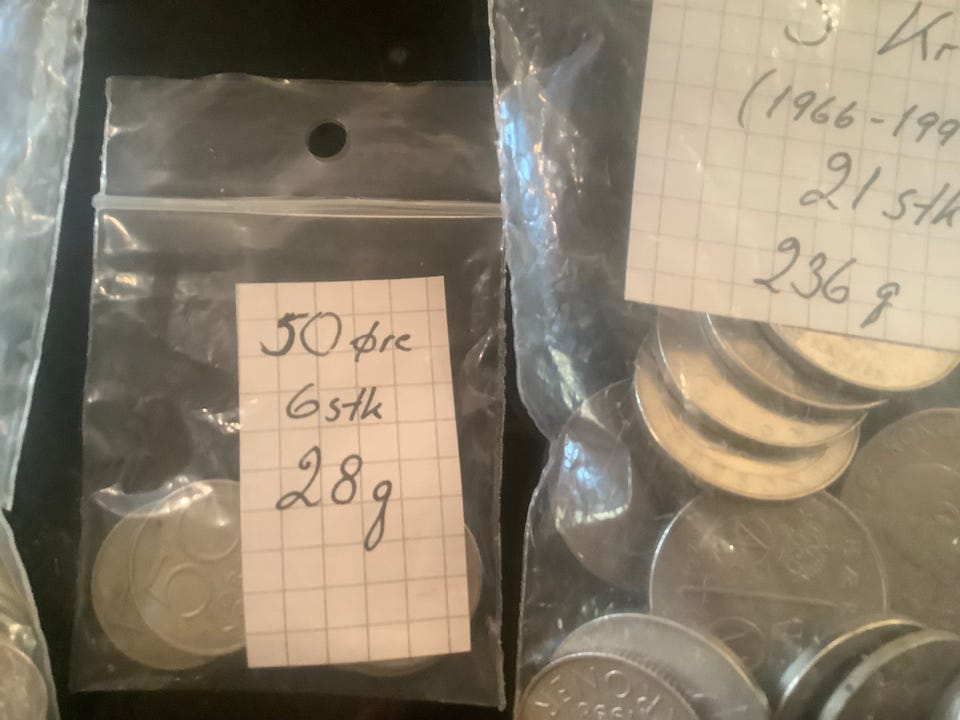 50 øre
6 stk
28 g
Kr
(1966-199
21 stk
236 g